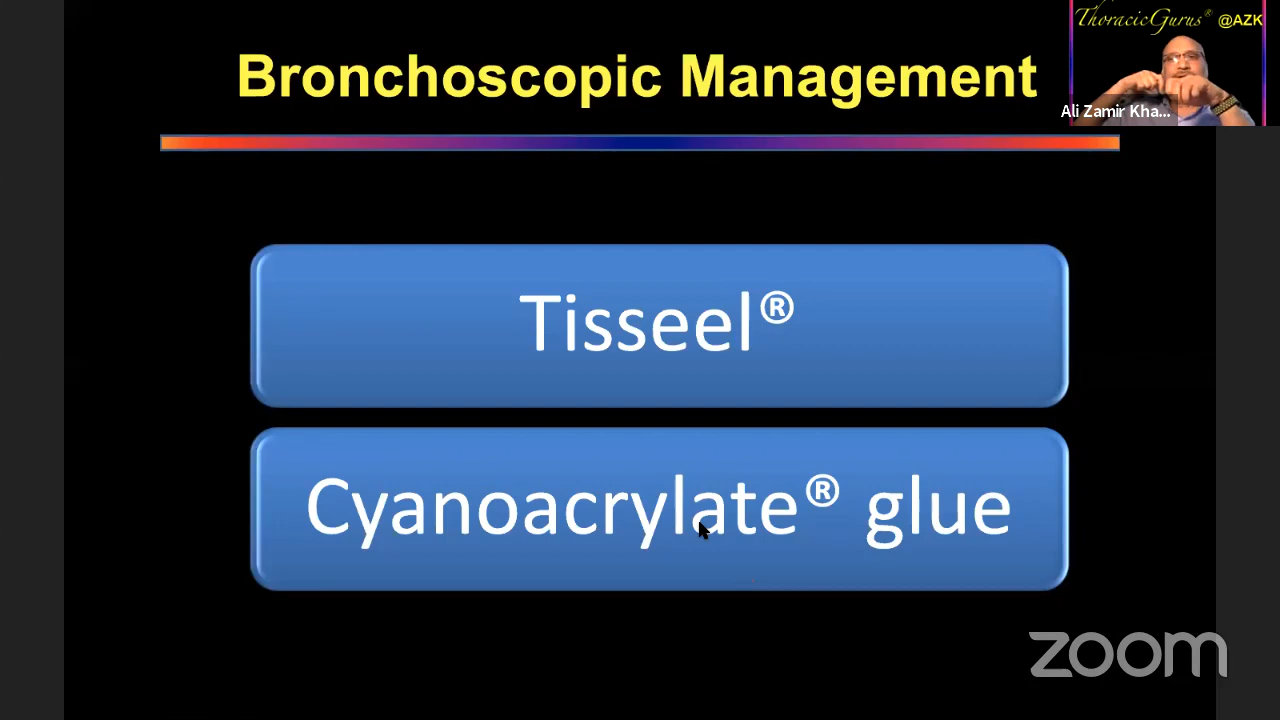 ThoracicGurus® @AZK
Bronchoscopic Management
Ali Zamir Kha...
Tisseel®
Cyanoacrylate® glue
zoom